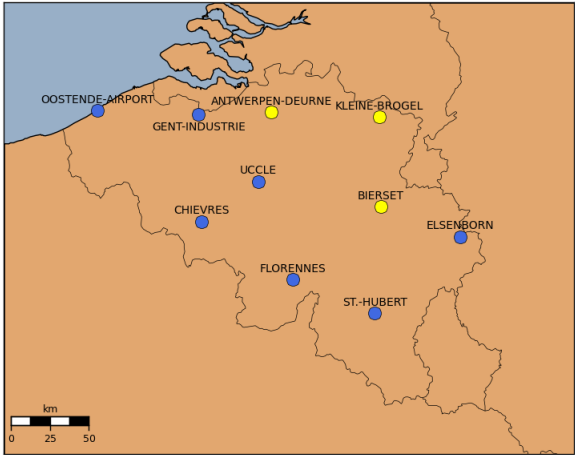 OOSTENDE-AIRPORT
ANTWERPEN-DEURNE
KLEINE-BROGEL
GENT-INDUSTRIE
UCCLE
BIERSET
CHIEVRES
ELSENBORN
FLORENNES
ST.-HUBERT
km
0 25 50